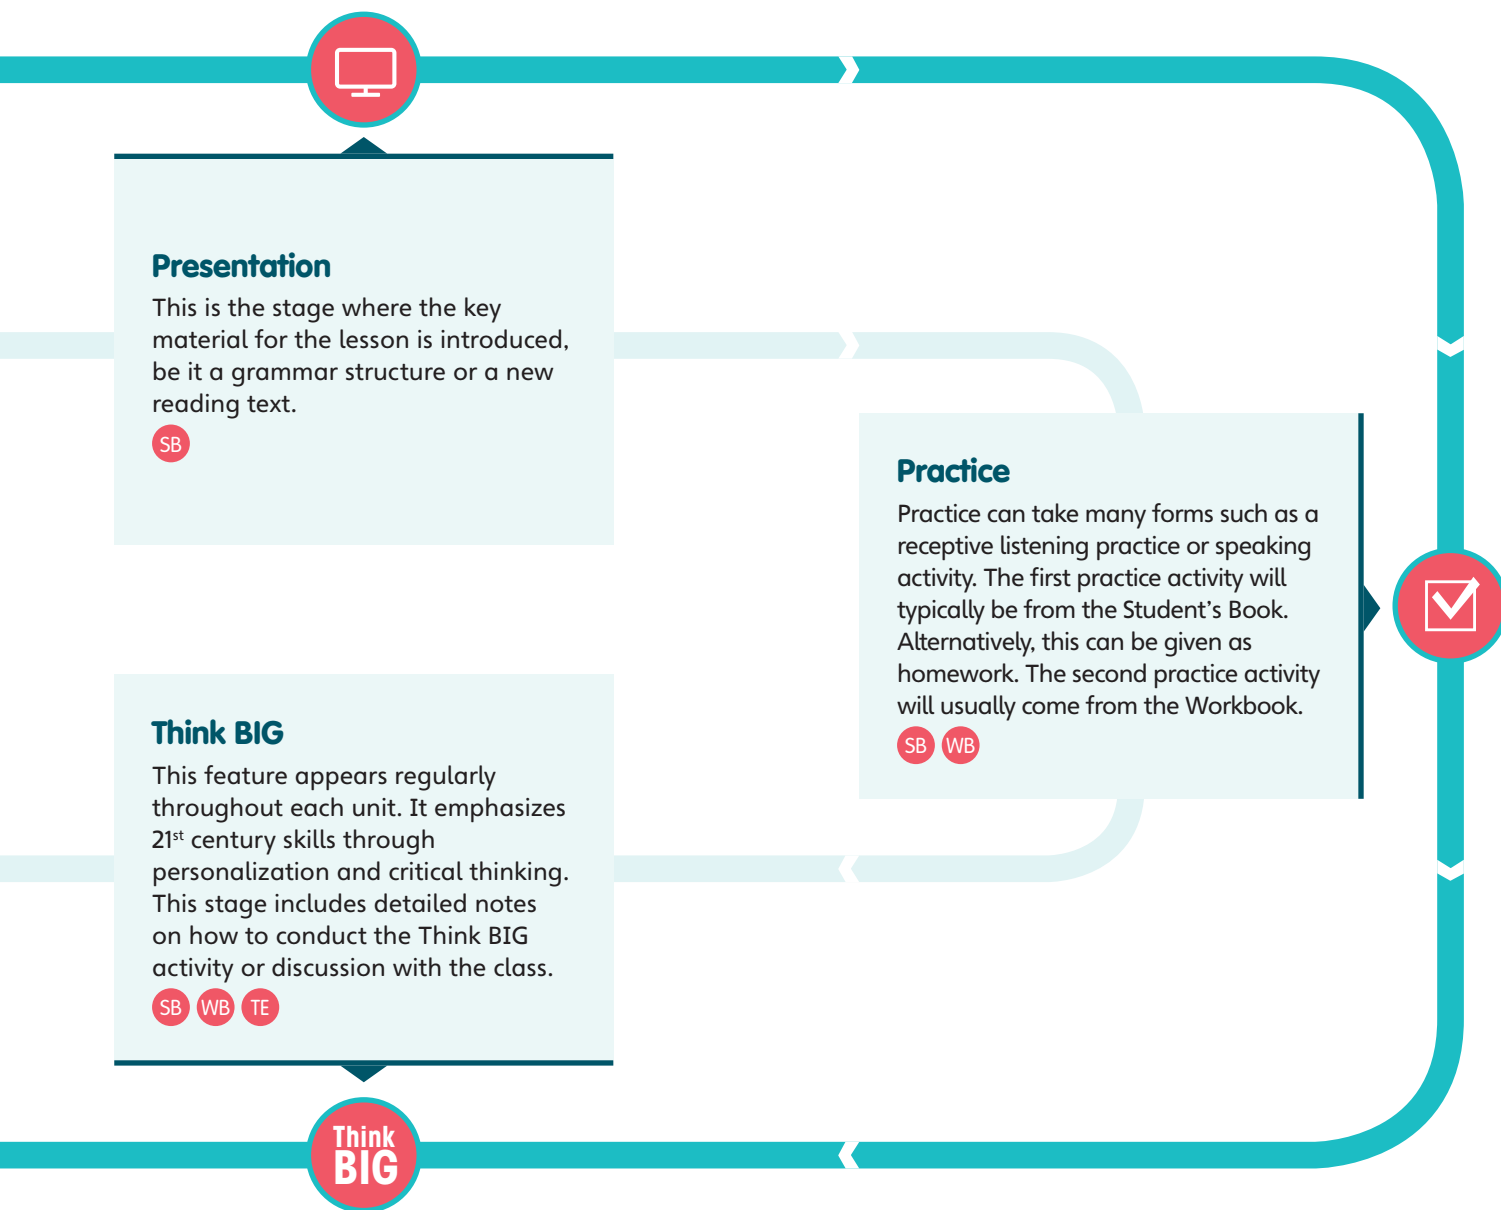 Presentation
This is the stage where the key
material for the lesson is introduced,
be it a grammar structure or a new
reading text.
SB
Practice
Practice can take many forms such as a
receptive listening practice or speaking
activity. The first practice activity will
typically be from the Student’s Book.
Alternatively, this can be given as
homework. The second practice activity
will usually come from the Workbook.
SB WB
Think BIG
This feature appears regularly
throughout each unit. It emphasizes
21st century skills through
personalization and critical thinking.
This stage includes detailed notes
on how to conduct the Think BIG
activity or discussion with the class.
SB WB TE
Think
BIG